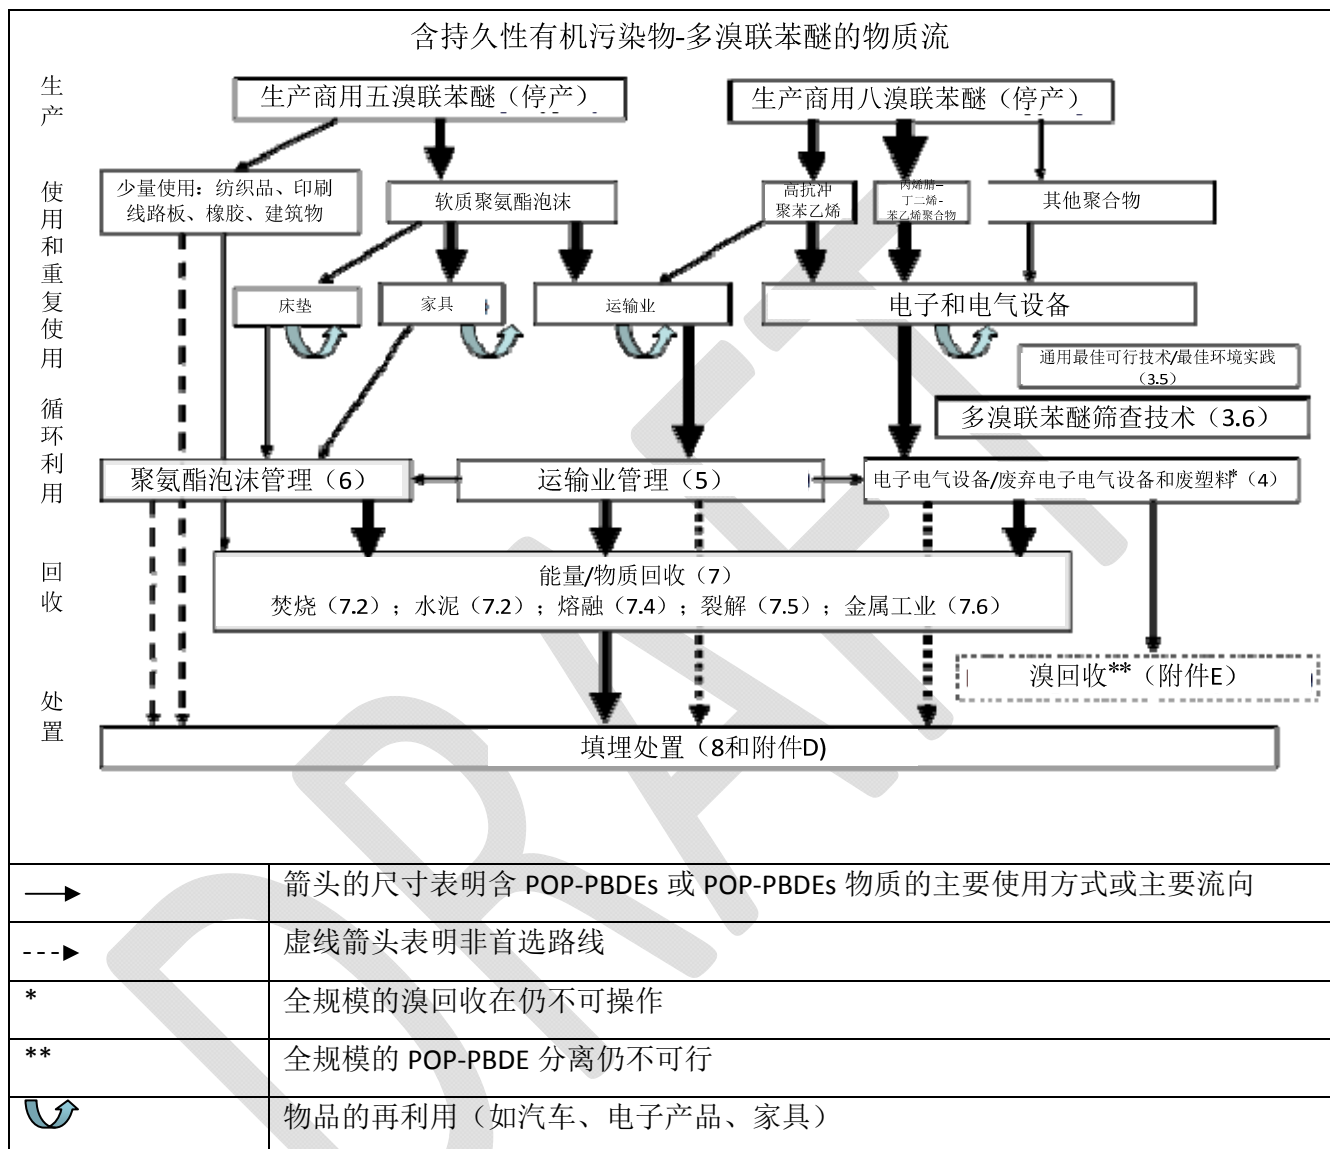 含持久性有机污染物-多溴联苯醚的物质流
生产
生产商用五溴联苯醚（停产）
生产商用八溴联苯醚（停产）
使用和重复使用
少量使用：纺织品、印刷
线路板、橡胶、建筑物
软质聚氨酯泡沫
高抗冲
聚苯乙烯
丙烯腈–
丁二烯-
苯乙烯聚合物
其他聚合物
床垫
家具
运输业
电子和电气设备
通用最佳可行技术/最佳环境实践
（3.5）
多溴联苯醚筛查技术（3.6）
循环利用
聚氨酯泡沫管理（6）
运输业管理（5）
电子电气设备/废弃电子电气设备和废塑料*（4）
回收
能量/物质回收（7）
焚烧（7.2）；水泥（7.2）；熔融（7.4）；裂解（7.5）；金属工业（7.6）
溴回收**（附件E）
处置
填埋处置（8和附件D)
箭头的尺寸表明含 POP-PBDEs 或 POP-PBDEs 物质的主要使用方式或主要流向
虚线箭头表明非首选路线
* 全规模的溴回收在仍不可操作
** 全规模的 POP-PBDE 分离仍不可行
物品的再利用（如汽车、电子产品、家具）
DRAFT